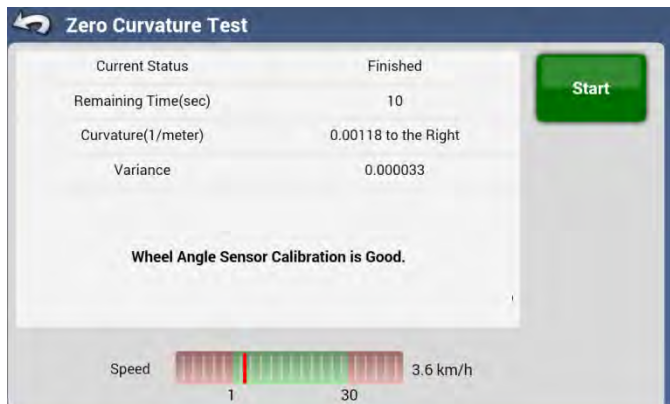 Zero Curvature Test
Current Status Finished
Start
Remaining Time(sec) 10
Curvature(1/meter) 0.00118 to the Right
Variance 0.000033
Wheel Angle Sensor Calibration is Good.
Speed 3.6 km/h
1 30